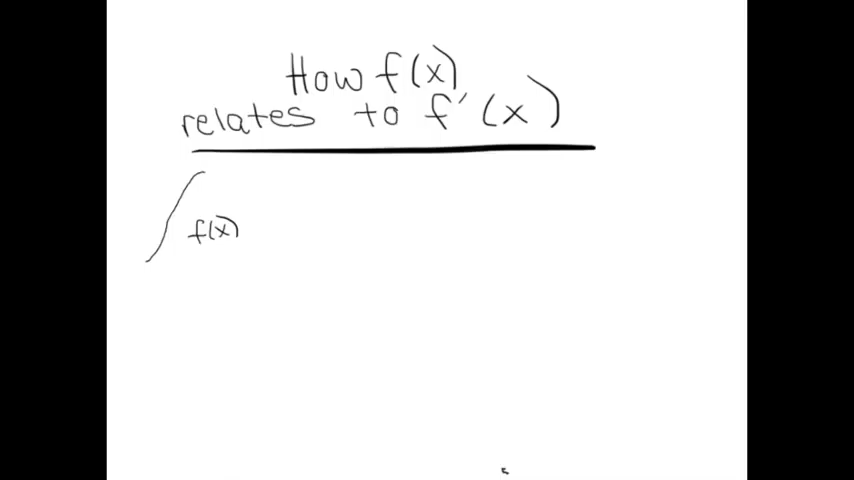 How f(x)
relates to f'(x)
∫ f(x)